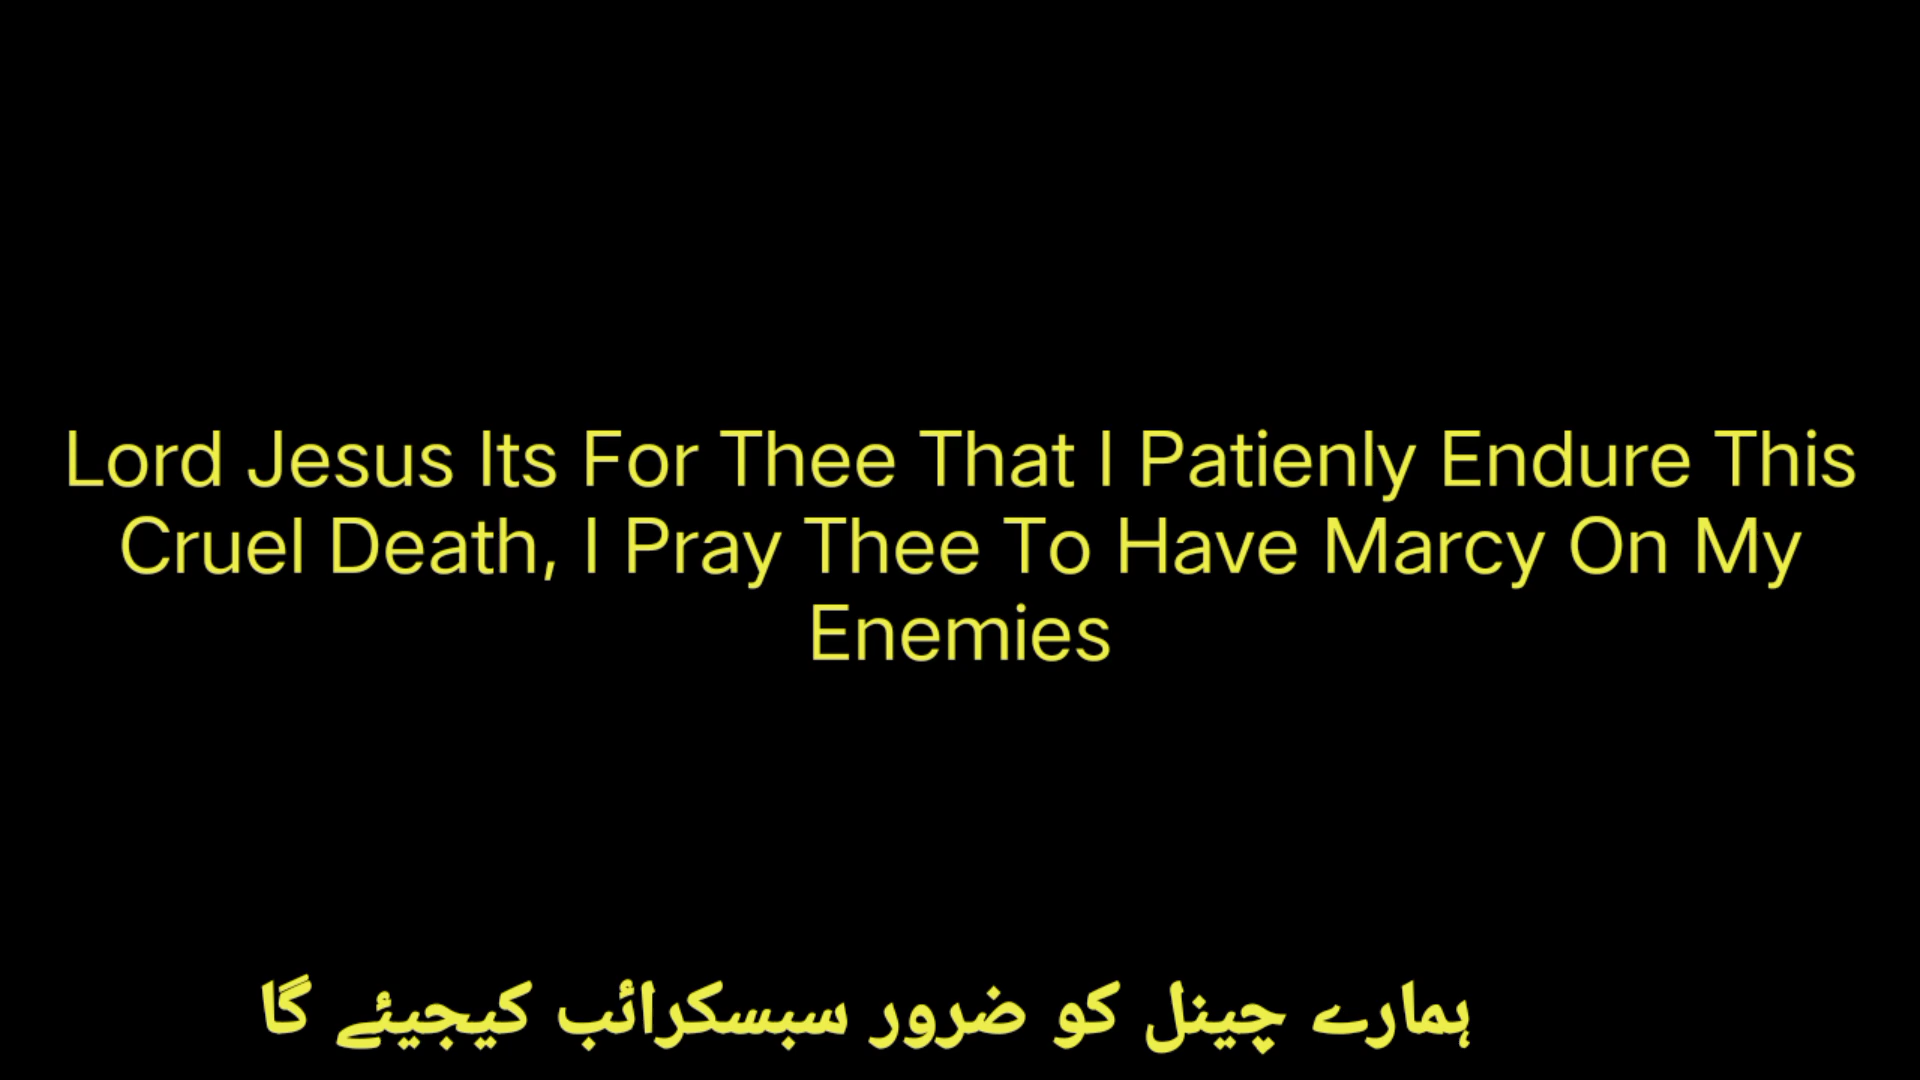 Lord Jesus Its For Thee That I Patienly Endure This
Cruel Death, I Pray Thee To Have Marcy On My
Enemies
ہمارے چینل کو ضرور سبسکرائب کیجیئے گا